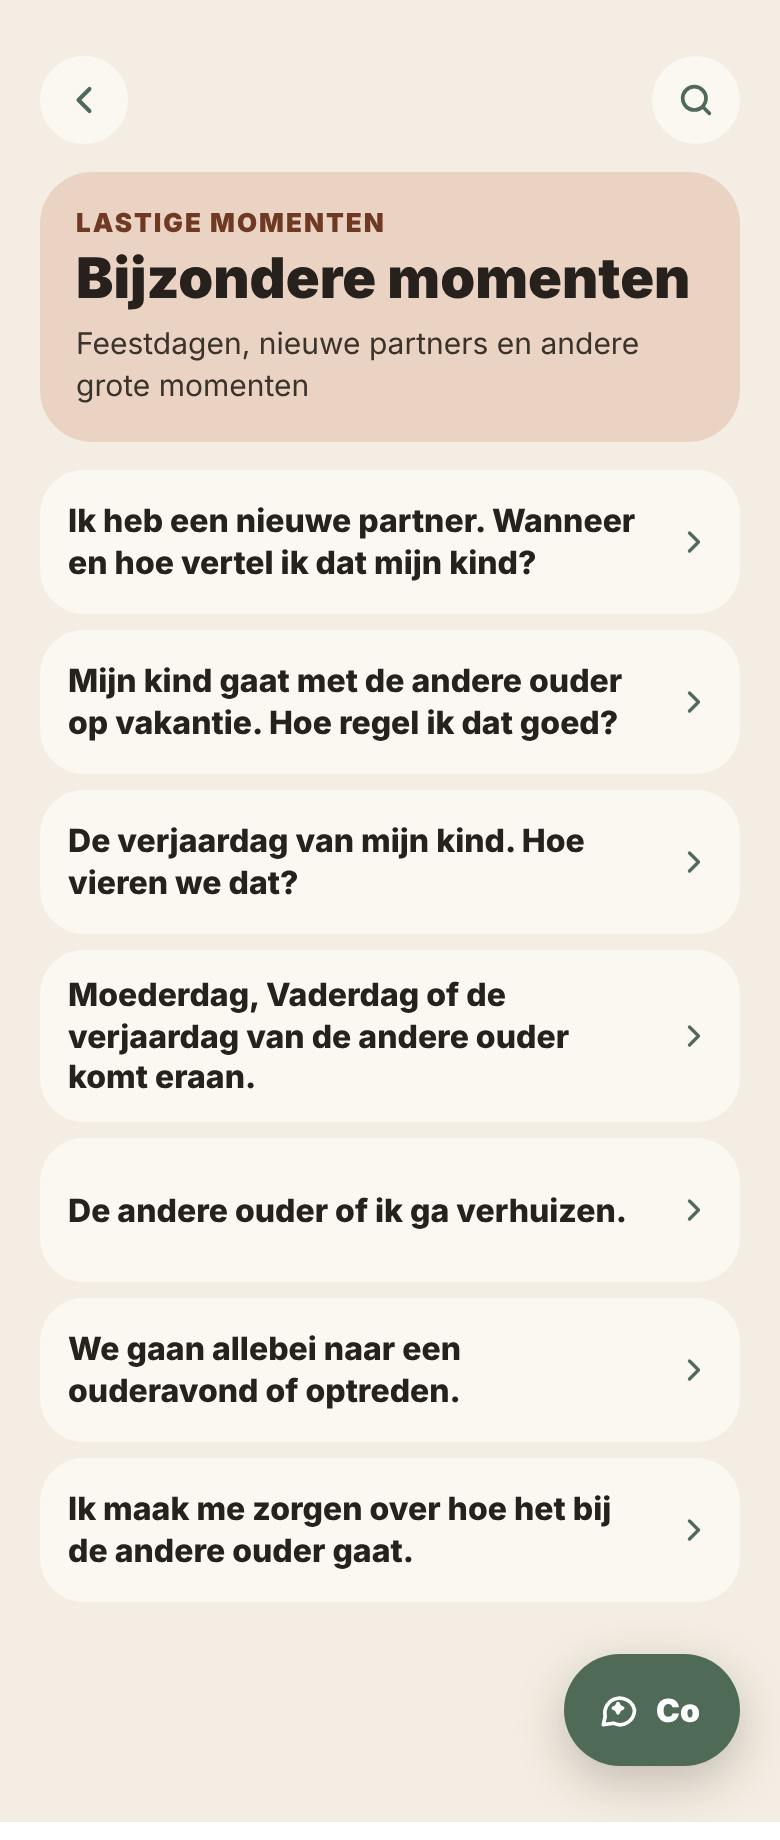 LASTIGE MOMENTEN
Bijzondere momenten
Feestdagen, nieuwe partners en andere
grote momenten
Ik heb een nieuwe partner. Wanneer
en hoe vertel ik dat mijn kind?
Mijn kind gaat met de andere ouder
op vakantie. Hoe regel ik dat goed?
De verjaardag van mijn kind. Hoe
vieren we dat?
Moederdag, Vaderdag of de
verjaardag van de andere ouder
komt eraan.
De andere ouder of ik ga verhuizen.
We gaan allebei naar een
ouderavond of optreden.
Ik maak me zorgen over hoe het bij
de andere ouder gaat.
Co